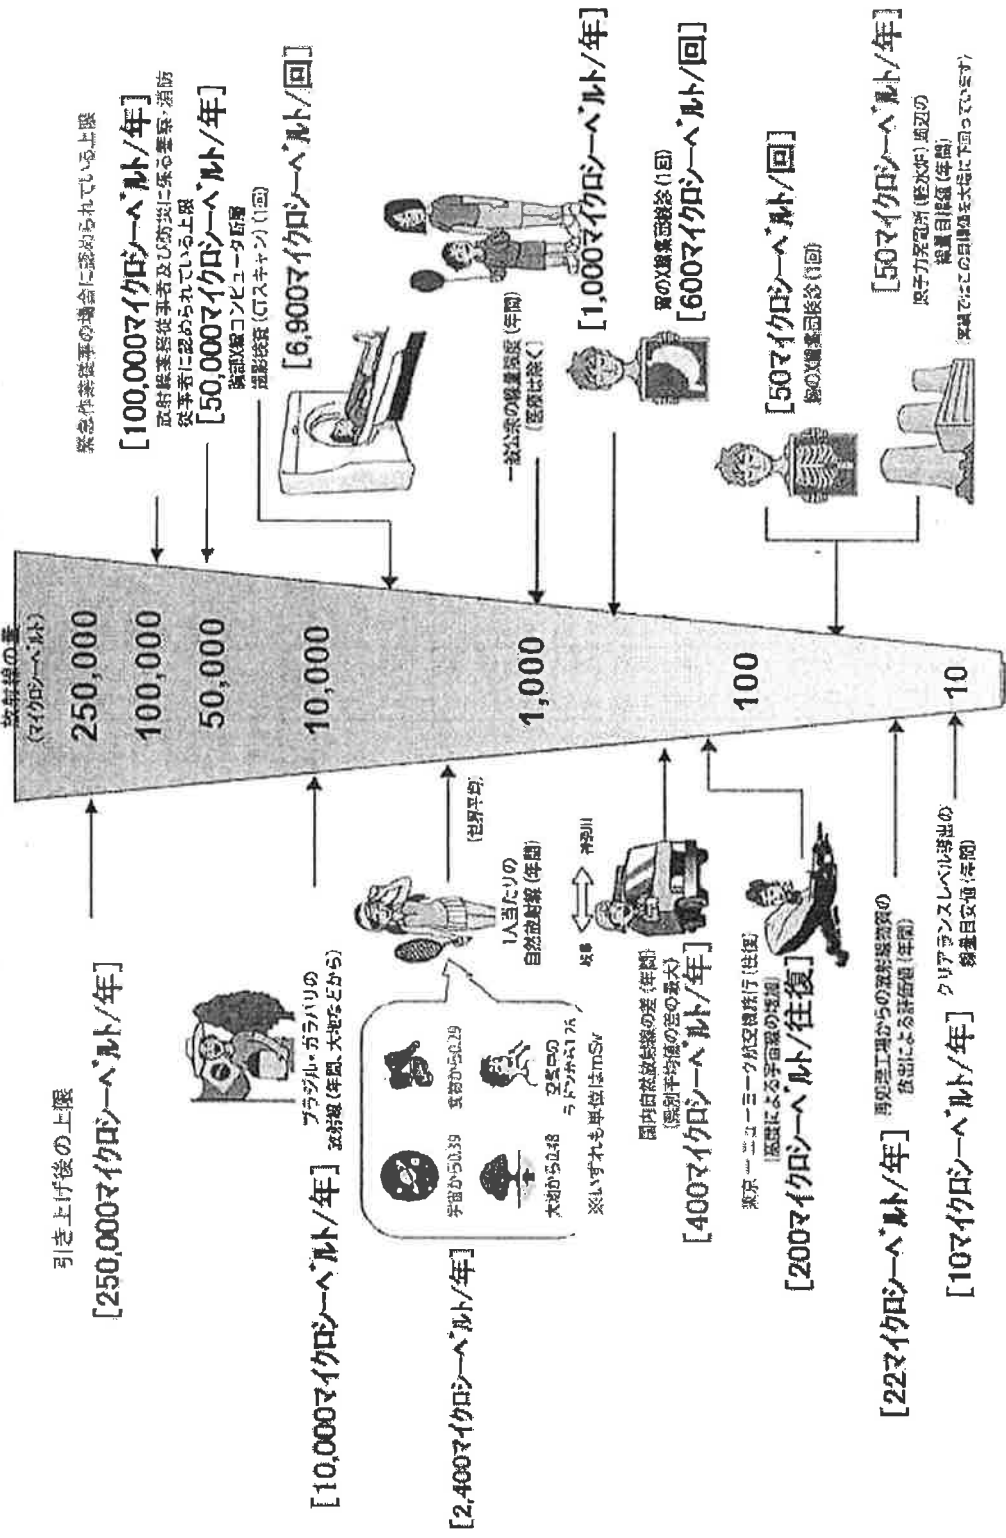 放射線の量
(マイクロシーベルト)
250,000
100,000
50,000
10,000
1,000
100
10
引き上げ後の上限
[250,000マイクロシーベルト/年]
ブラジル・ガラパリの
放射線(年間、大地などから)
[10,000マイクロシーベルト/年]
1人当たりの
自然放射線(年間)
(世界平均)
宇宙から0.39
食物から0.29
大地から0.48
空気中の
ラドンから1.26
※いずれも単位はmSv
[2,400マイクロシーベルト/年]
岐阜
神奈川
国内自然放射線の差(年間)
(県別平均値の差の最大)
[400マイクロシーベルト/年]
東京ーニューヨーク航空機旅行(往復)
(高度による宇宙線の増加)
[200マイクロシーベルト/往復]
再処理工場からの放射性物質の
放出による評価値(年間)
[22マイクロシーベルト/年]
クリアランスレベル導出の
線量目安値(年間)
[10マイクロシーベルト/年]
緊急作業従事の場合に認められている上限
[100,000マイクロシーベルト/年]
放射線業務従事者及び防災に係る警察・消防
従事者に認められている上限
[50,000マイクロシーベルト/年]
胸部X線コンピュータ断層
撮影検査(CTスキャン)(1回)
[6,900マイクロシーベルト/回]
一般公衆の線量限度(年間)
(医療は除く)
[1,000マイクロシーベルト/年]
胃のX線集団検診(1回)
[600マイクロシーベルト/回]
[50マイクロシーベルト/回]
胸のX線集団検診(1回)
[50マイクロシーベルト/年]
原子力発電所(軽水炉)周辺の
線量目標値(年間)
実績ではこの目標値を大幅に下回っています)